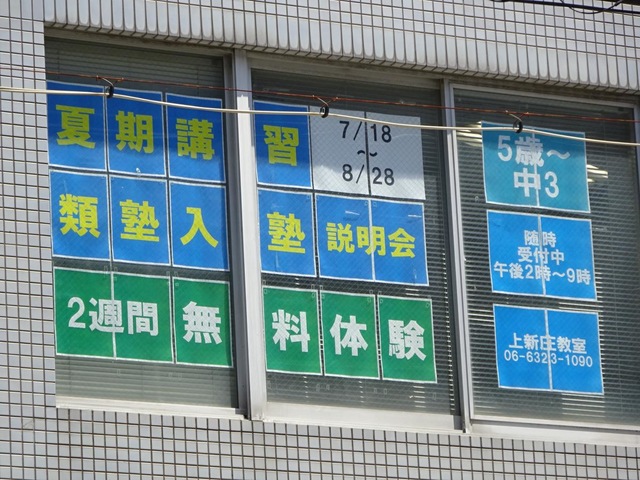 夏期講習 7/18～8/28
類塾入塾説明会
2週間無料体験
5歳～
中3
随時
受付中
午後2時～9時
上新庄教室
06-6323-1090